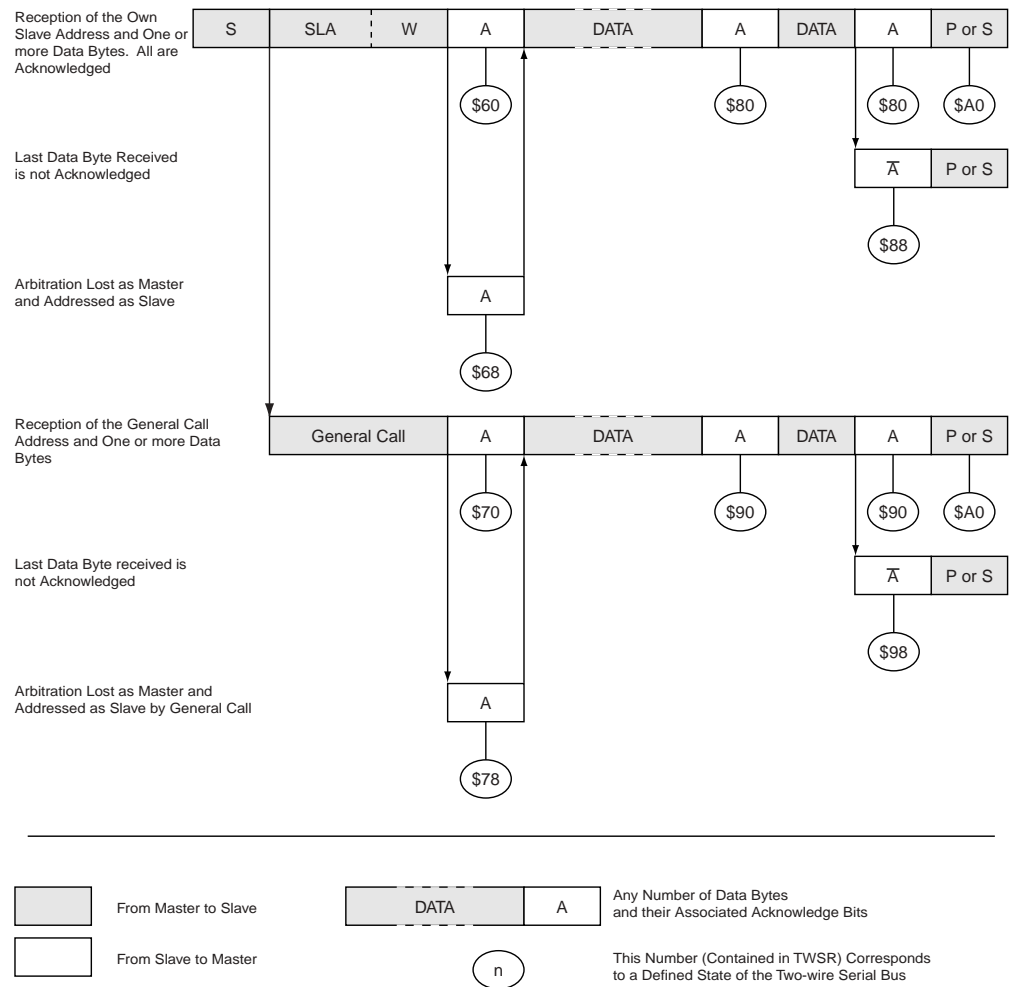 Reception of the Own
Slave Address and One or
more Data Bytes. All are
Acknowledged
S SLA W A DATA A DATA A P or S
$60 $80 $80 $A0
Last Data Byte Received
is not Acknowledged
A̅ P or S
$88
Arbitration Lost as Master
and Addressed as Slave
A
$68
Reception of the General Call
Address and One or more Data
Bytes
General Call A DATA A DATA A P or S
$70 $90 $90 $A0
Last Data Byte received is
not Acknowledged
A̅ P or S
$98
Arbitration Lost as Master and
Addressed as Slave by General Call
A
$78
From Master to Slave
DATA A
Any Number of Data Bytes
and their Associated Acknowledge Bits
From Slave to Master
n
This Number (Contained in TWSR) Corresponds
to a Defined State of the Two-wire Serial Bus